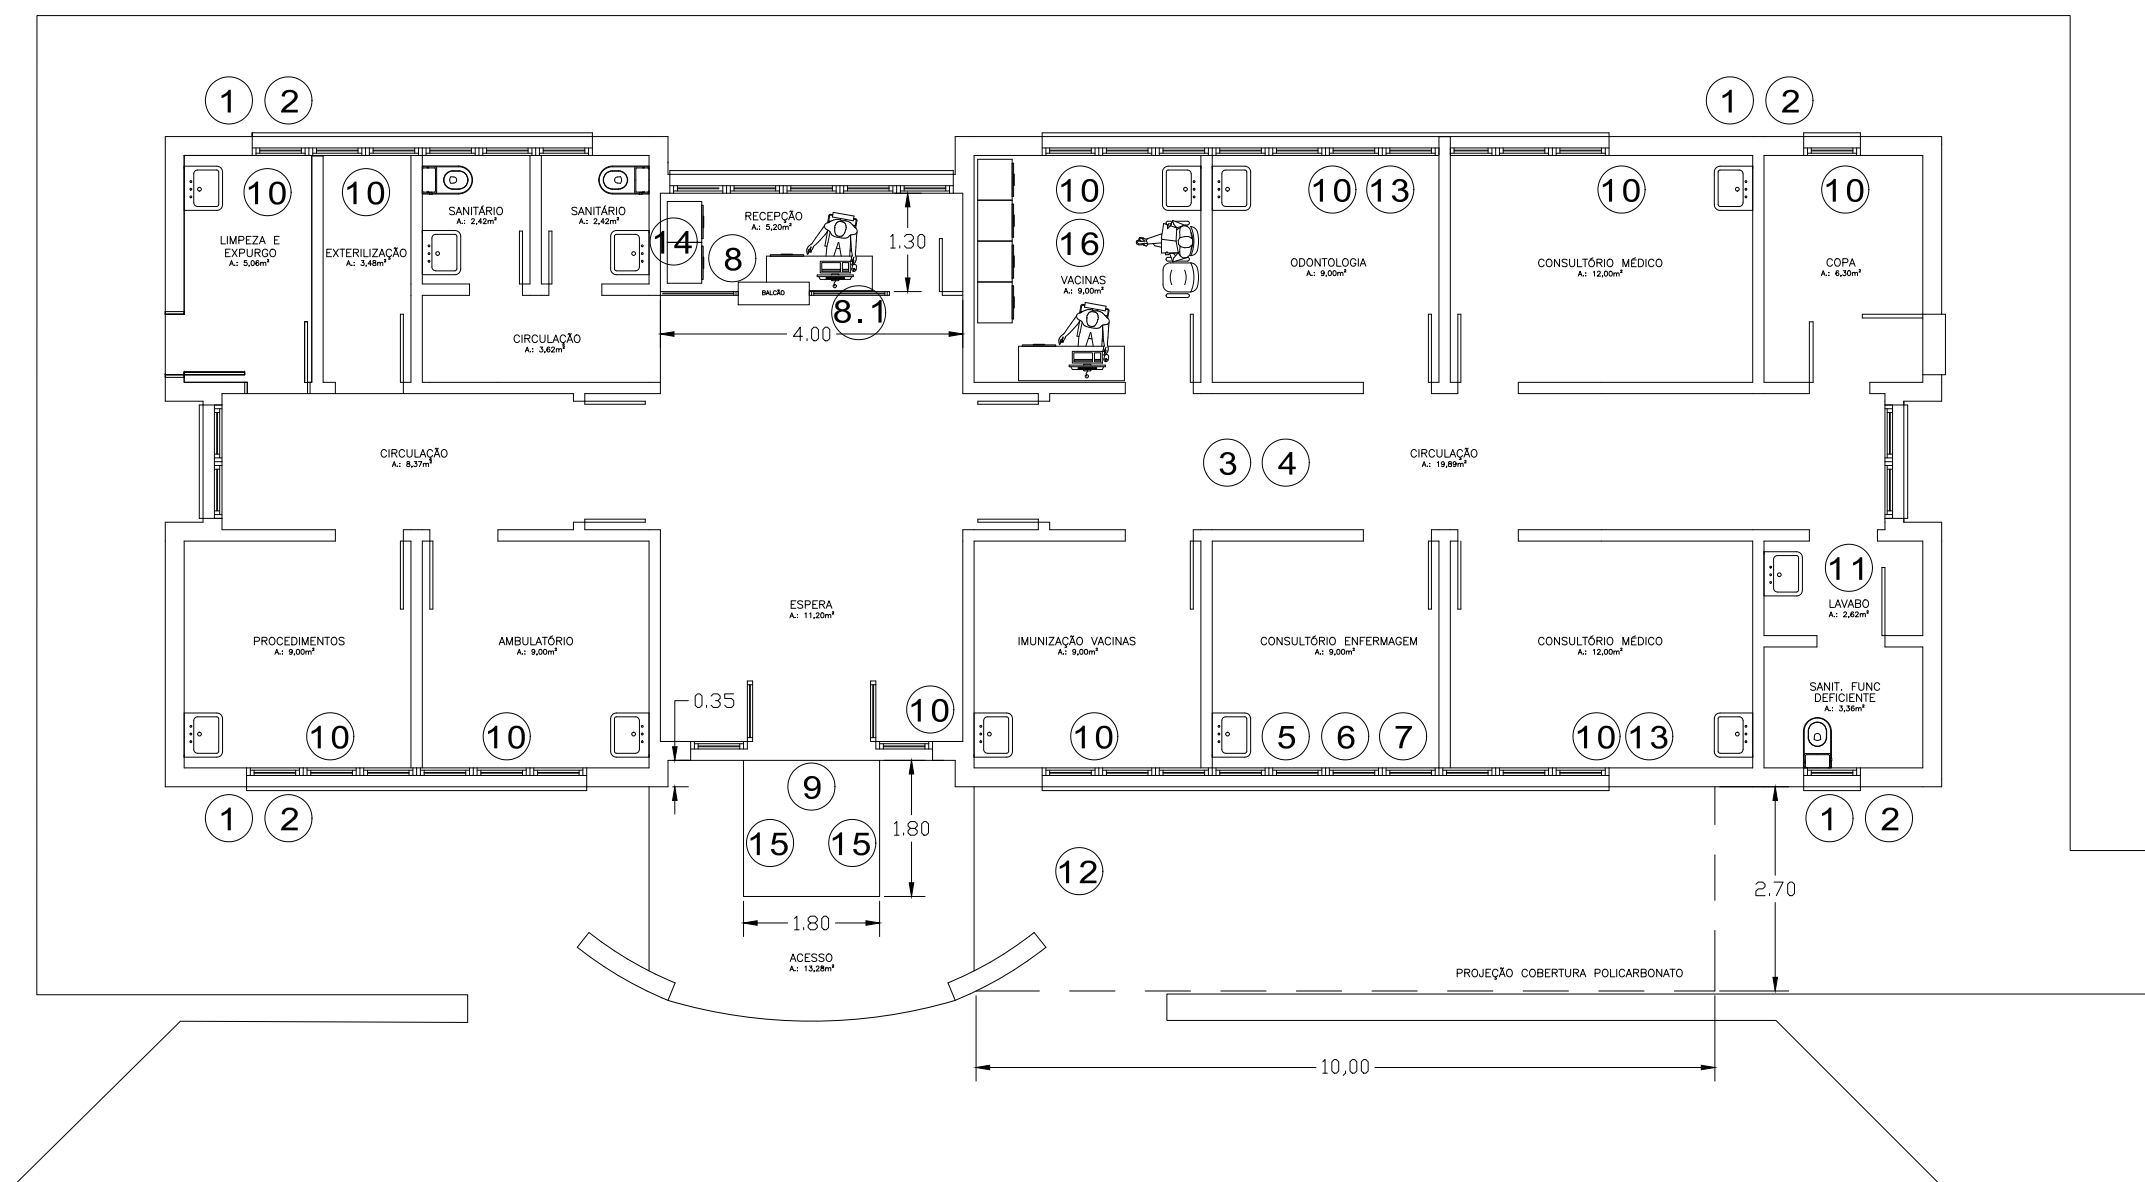 1 2
1 2
10
10
SANITÁRIO
A.: 2,42m²
SANITÁRIO
A.: 2,42m²
LIMPEZA E
EXPURGO
A.: 5,06m²
EXTERILIZAÇÃO
A.: 3,48m²
RECEPÇÃO
A.: 5,20m²
14
8
1.30
BALCÃO
8.1
4.00
CIRCULAÇÃO
A.: 3,62m²
10
16
VACINAS
A.: 9,00m²
10 13
ODONTOLOGIA
A.: 9,00m²
10
CONSULTÓRIO MÉDICO
A.: 12,00m²
10
COPA
A.: 6,30m²
CIRCULAÇÃO
A.: 8,37m²
3 4
CIRCULAÇÃO
A.: 19,89m²
PROCEDIMENTOS
A.: 9,00m²
10
AMBULATÓRIO
A.: 9,00m²
10
ESPERA
A.: 11,20m²
0.35
10
IMUNIZAÇÃO VACINAS
A.: 9,00m²
10
CONSULTÓRIO ENFERMAGEM
A.: 9,00m²
5 6 7
CONSULTÓRIO MÉDICO
A.: 12,00m²
10 13
11
LAVABO
A.: 2,62m²
SANIT. FUNC
DEFICIENTE
A.: 3,36m²
1 2
9
15 15
1.80
1.80
ACESSO
A.: 13,28m²
12
1 2
2.70
PROJEÇÃO COBERTURA POLICARBONATO
10,00